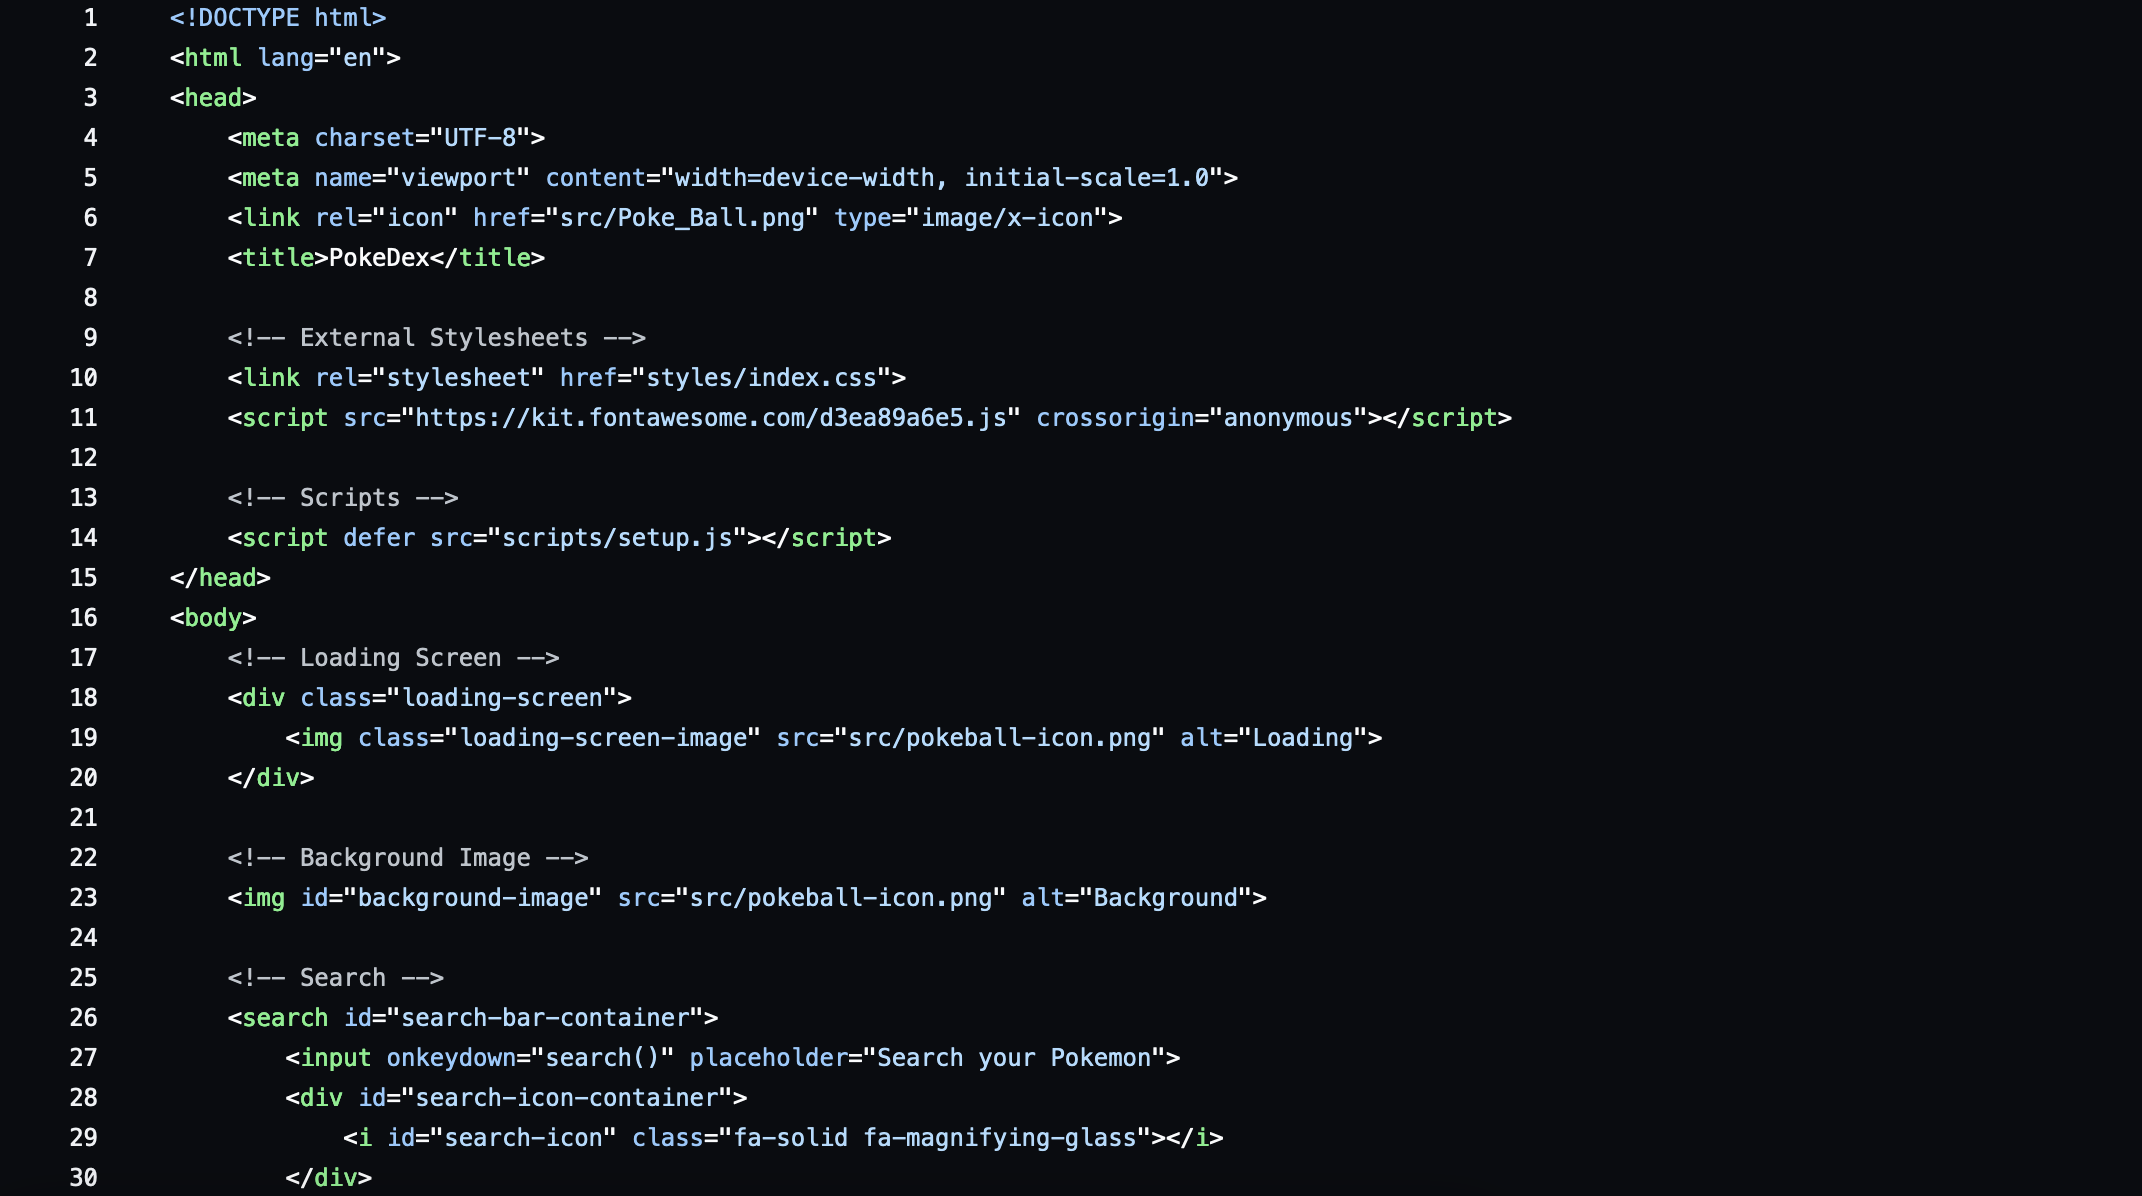 1 <!DOCTYPE html>
2 <html lang="en">
3 <head>
4     <meta charset="UTF-8">
5     <meta name="viewport" content="width=device-width, initial-scale=1.0">
6     <link rel="icon" href="src/Poke_Ball.png" type="image/x-icon">
7     <title>PokeDex</title>
8
9     <!-- External Stylesheets -->
10     <link rel="stylesheet" href="styles/index.css">
11     <script src="https://kit.fontawesome.com/d3ea89a6e5.js" crossorigin="anonymous"></script>
12
13     <!-- Scripts -->
14     <script defer src="scripts/setup.js"></script>
15 </head>
16 <body>
17     <!-- Loading Screen -->
18     <div class="loading-screen">
19         <img class="loading-screen-image" src="src/pokeball-icon.png" alt="Loading">
20     </div>
21
22     <!-- Background Image -->
23     <img id="background-image" src="src/pokeball-icon.png" alt="Background">
24
25     <!-- Search -->
26     <search id="search-bar-container">
27         <input onkeydown="search()" placeholder="Search your Pokemon">
28         <div id="search-icon-container">
29             <i id="search-icon" class="fa-solid fa-magnifying-glass"></i>
30         </div>